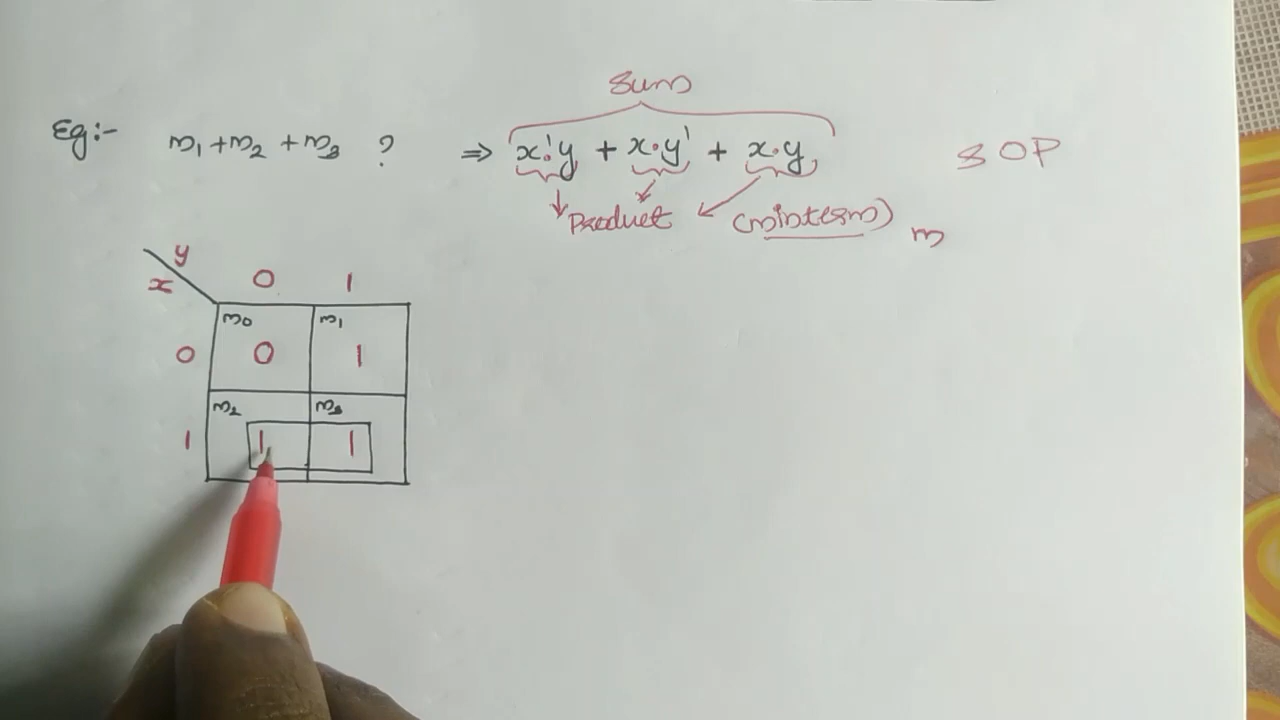 Sum
Eg:- m₁ + m₂ + m₃ ? ⇒ x'.y + x.y' + x.y SOP
Product (minterm) m
y
x 0 1
m₀ m₁
0 0 1
m₂ m₃
1 1 1